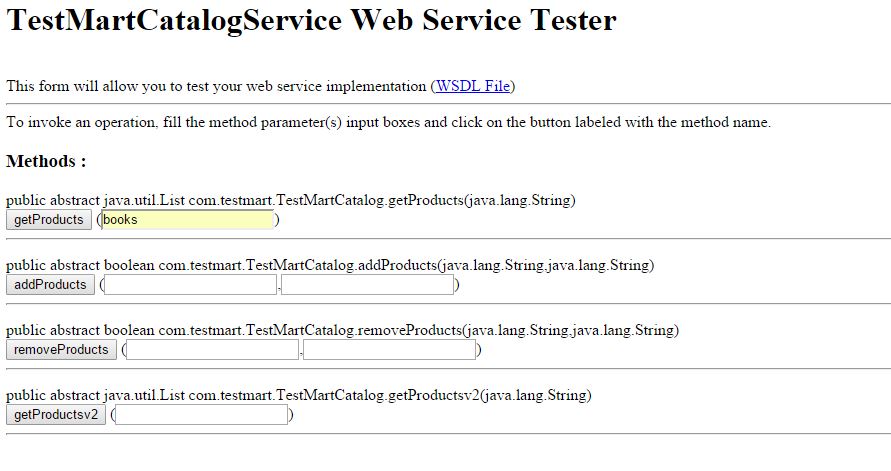 TestMartCatalogService Web Service Tester
This form will allow you to test your web service implementation (WSDL File)
To invoke an operation, fill the method parameter(s) input boxes and click on the button labeled with the method name.
Methods :
public abstract java.util.List com.testmart.TestMartCatalog.getProducts(java.lang.String)
getProducts (books)
public abstract boolean com.testmart.TestMartCatalog.addProducts(java.lang.String,java.lang.String)
addProducts ( , )
public abstract boolean com.testmart.TestMartCatalog.removeProducts(java.lang.String,java.lang.String)
removeProducts ( , )
public abstract java.util.List com.testmart.TestMartCatalog.getProductsv2(java.lang.String)
getProductsv2 ( )